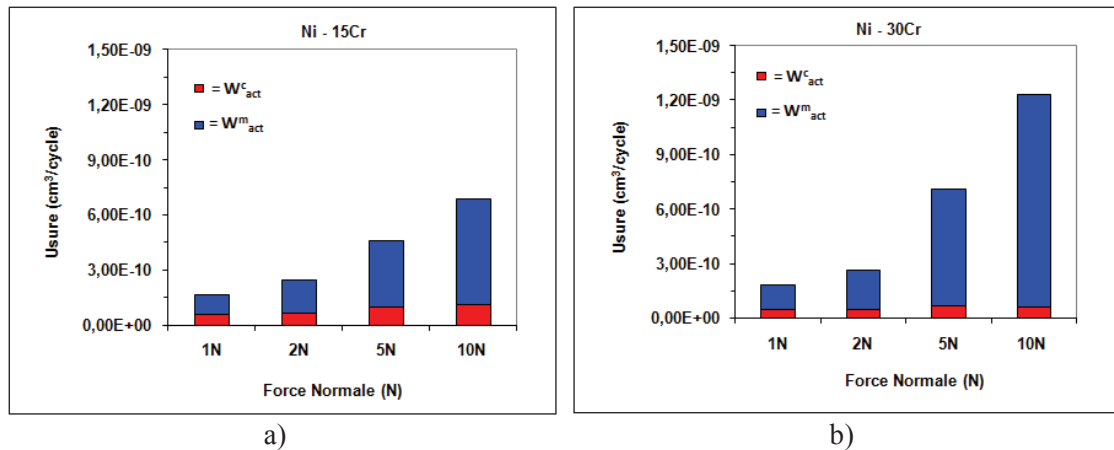 Ni - 15Cr
Usure (cm³/cycle)
1,50E-09
1,20E-09
9,00E-10
6,00E-10
3,00E-10
0,00E+00
= Wᶜact
= Wᵐact
1N 2N 5N 10N
Force Normale (N)
a)
Ni - 30Cr
Usure (cm³/cycle)
1,50E-09
1,20E-09
9,00E-10
6,00E-10
3,00E-10
0,00E+00
= Wᶜact
= Wᵐact
1N 2N 5N 10N
Force Normale (N)
b)